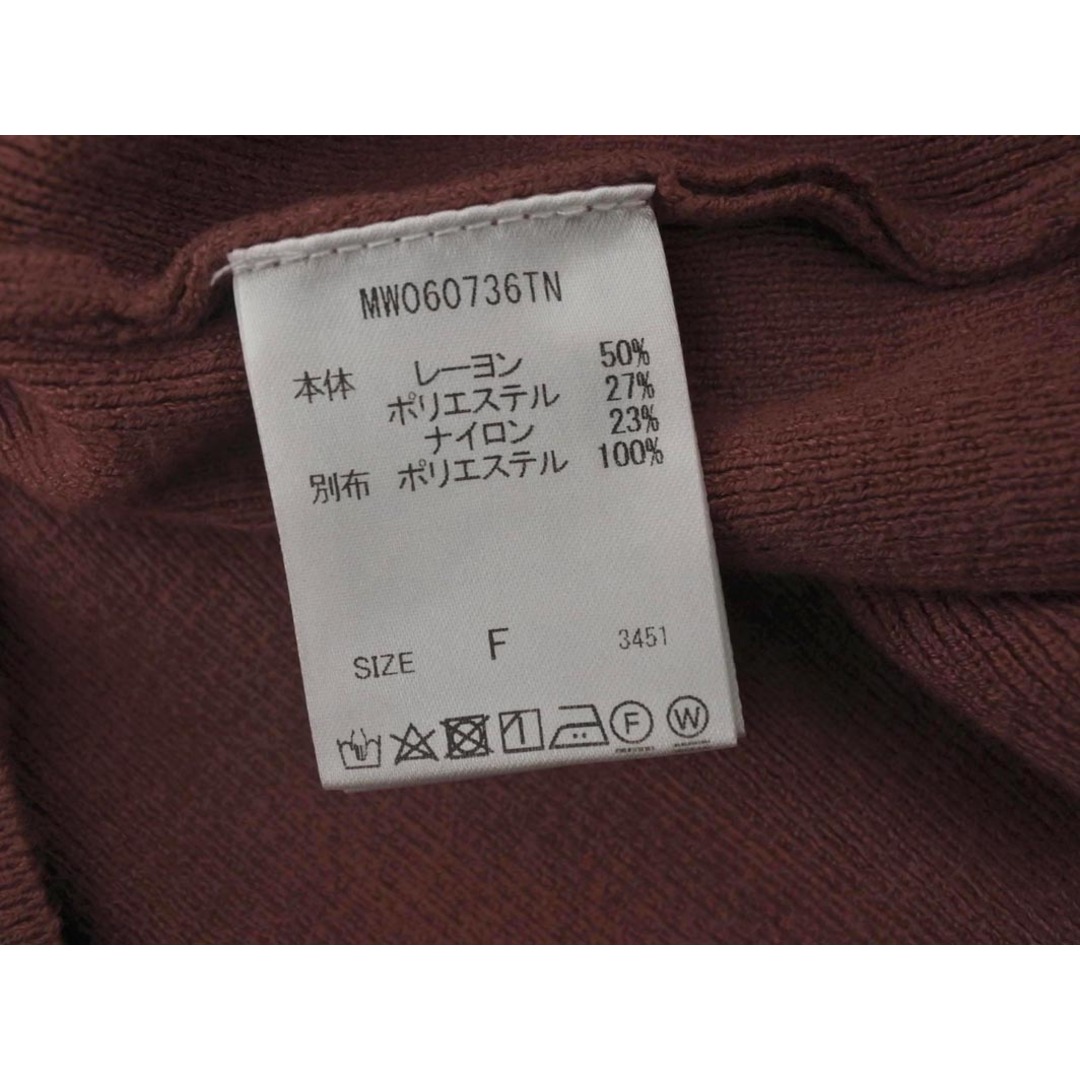 MW060736TN
本体 レーヨン 50%
ポリエステル 27%
ナイロン 23%
別布 ポリエステル 100%
SIZE F 3451
F W